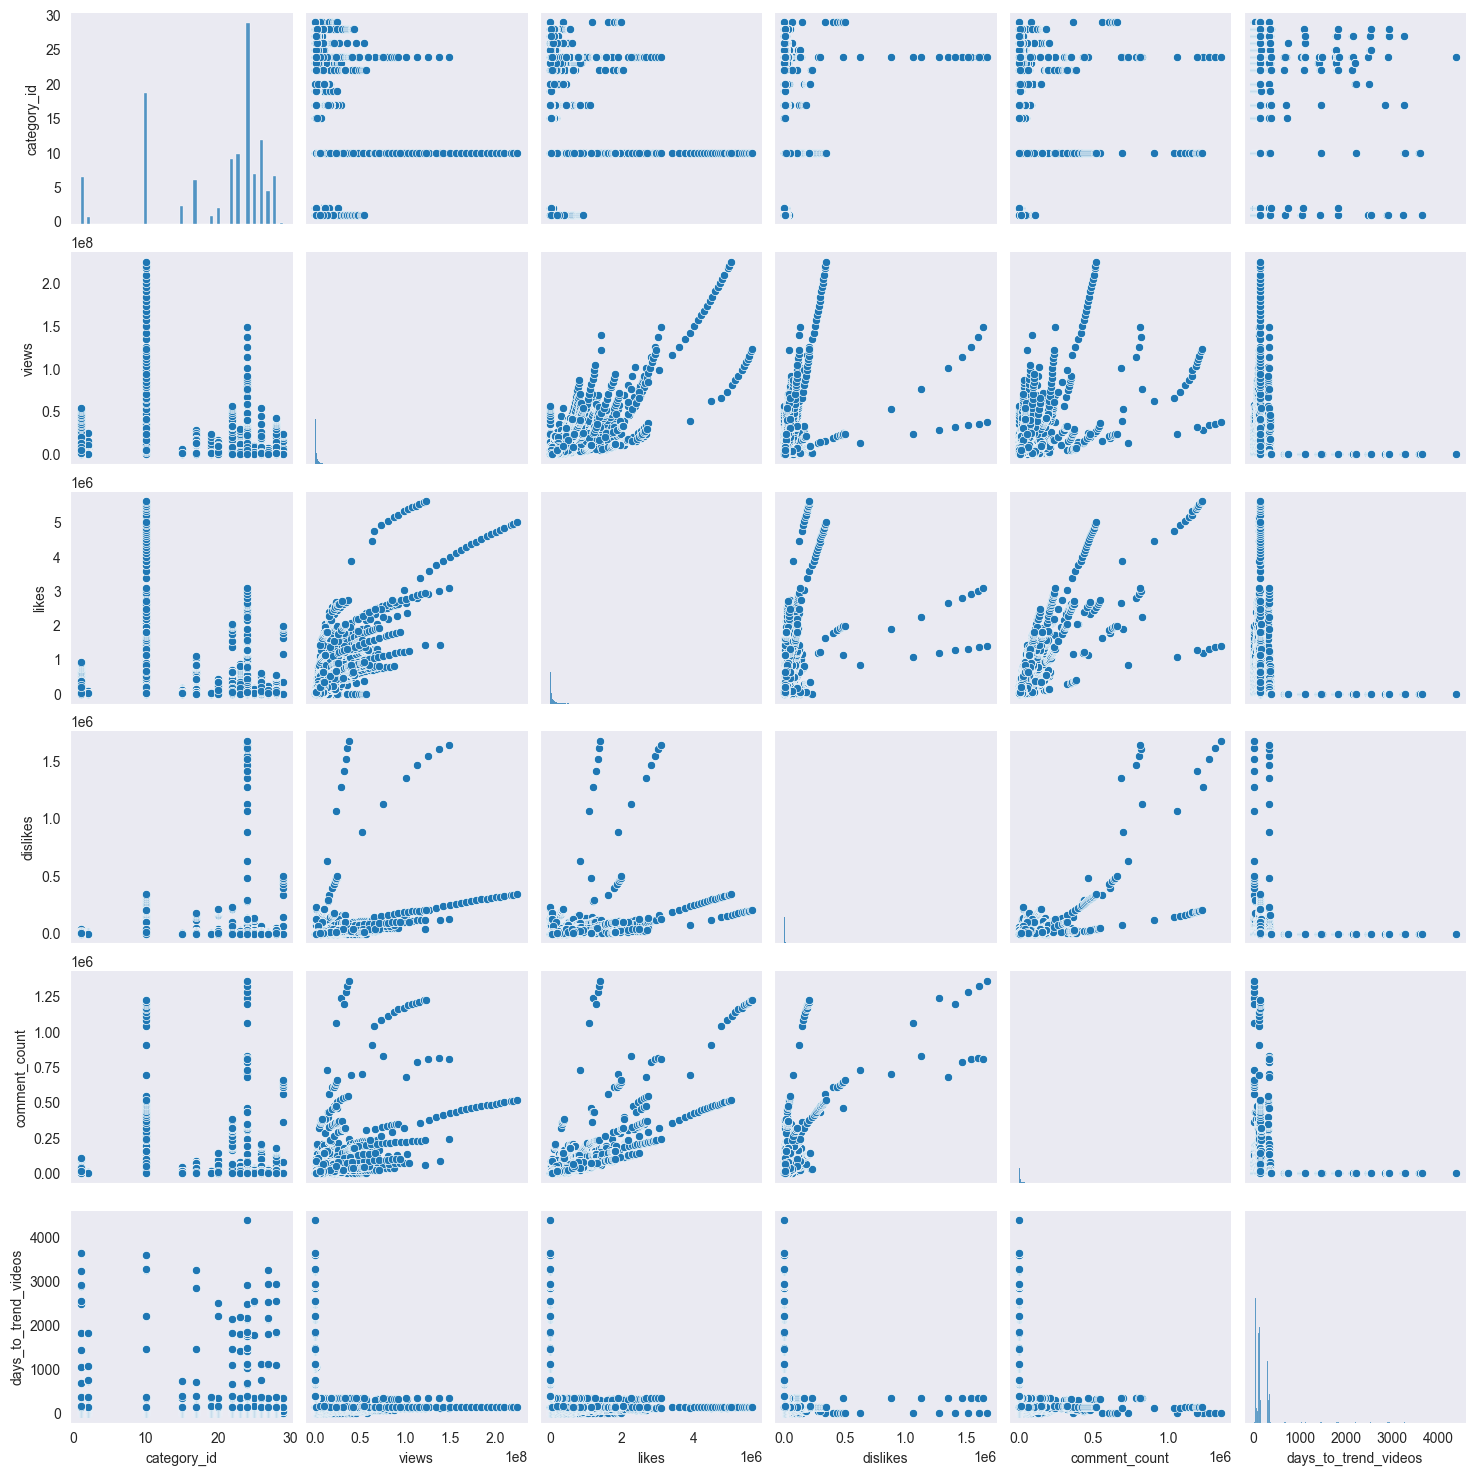 30
25
20
15
10
5
0
category_id
1e8
2.0
1.5
1.0
0.5
0.0
views
1e6
5
4
3
2
1
0
likes
1e6
1.5
1.0
0.5
0.0
dislikes
1e6
1.25
1.00
0.75
0.50
0.25
0.00
comment_count
4000
3000
2000
1000
0
days_to_trend_videos
0 10 20 30 0.0 0.5 1.0 1.5 2.0 0 2 4 0.0 0.5 1.0 1.5 0.0 0.5 1.0 0 1000 2000 3000 4000
category_id views 1e8 likes 1e6 dislikes 1e6 comment_count 1e6 days_to_trend_videos